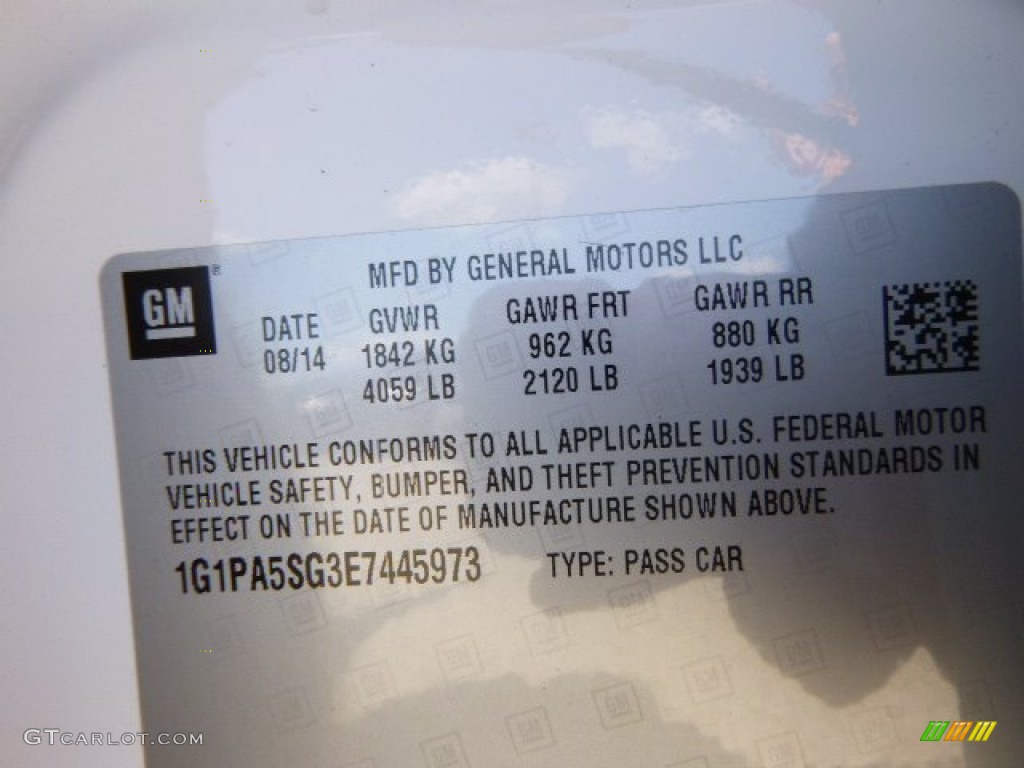 GM®
MFD BY GENERAL MOTORS LLC
DATE GVWR GAWR FRT GAWR RR
08/14 1842 KG 962 KG 880 KG
4059 LB 2120 LB 1939 LB
THIS VEHICLE CONFORMS TO ALL APPLICABLE U.S. FEDERAL MOTOR
VEHICLE SAFETY, BUMPER, AND THEFT PREVENTION STANDARDS IN
EFFECT ON THE DATE OF MANUFACTURE SHOWN ABOVE.
1G1PA5SG3E7445973 TYPE: PASS CAR
GTCARLOT.COM